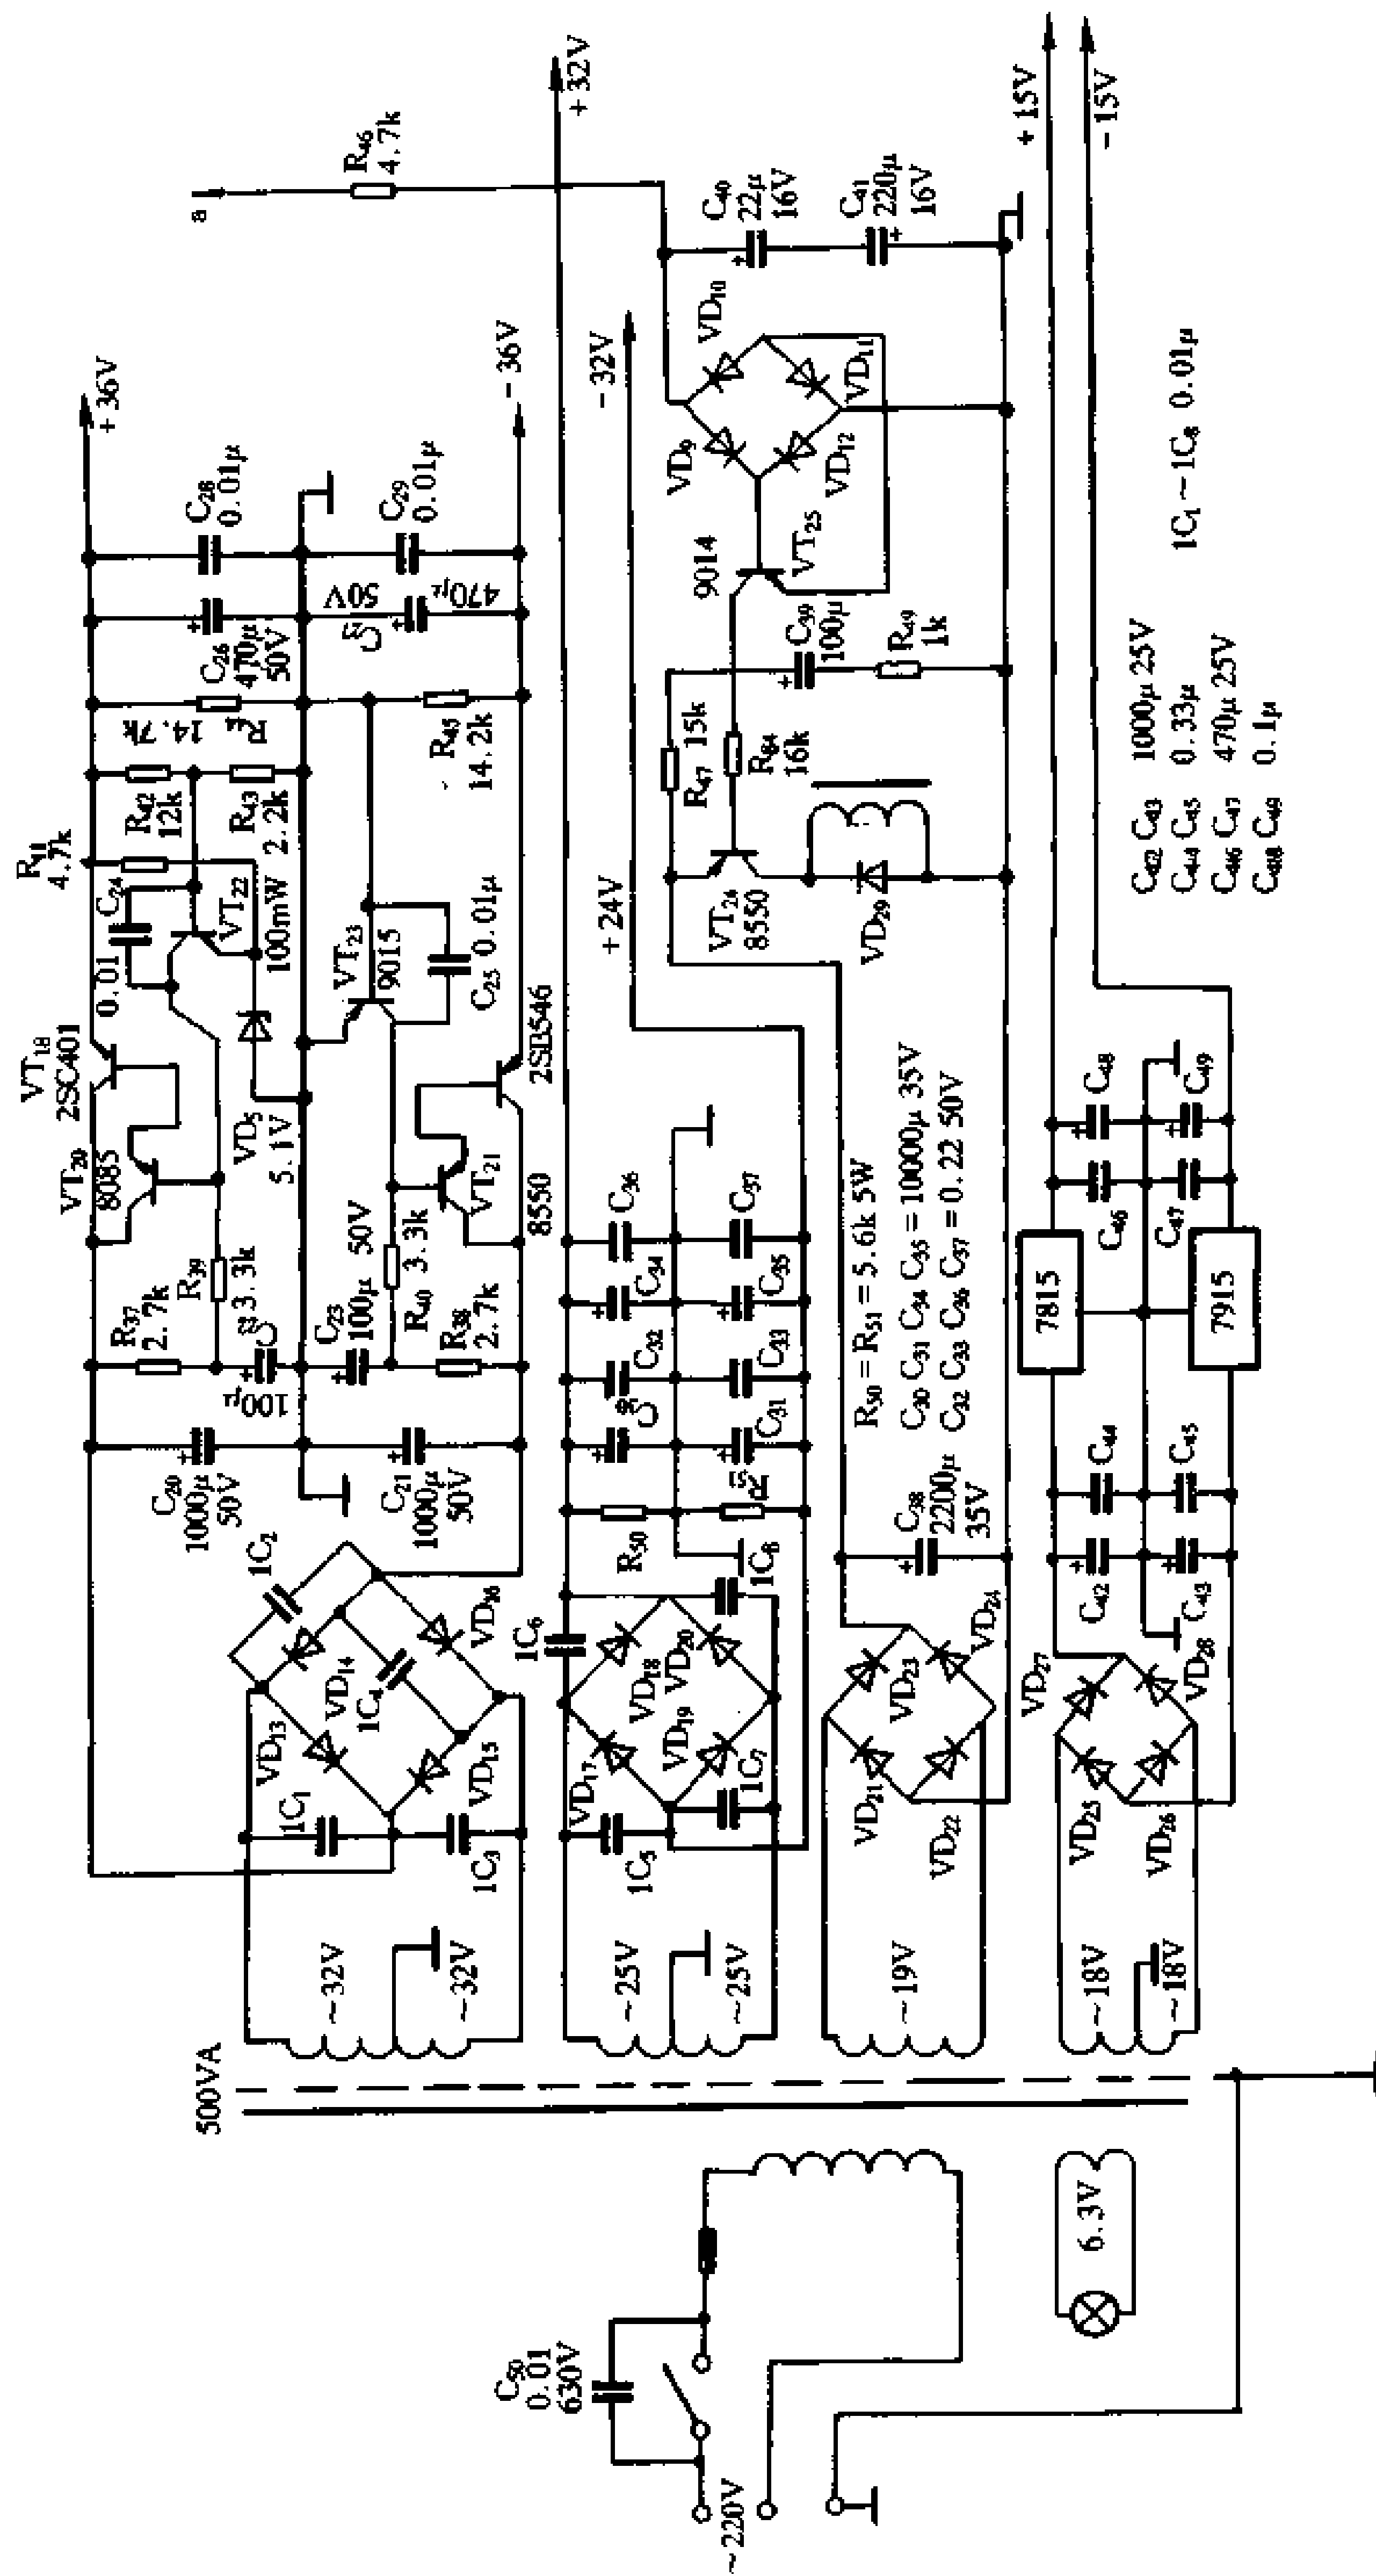 500VA
~220V
C50
0.01
630V
6.3V
~32V
~32V
~25V
~25V
~19V
~18V
~18V
1C1
1C2
1C3
1C4
VD13
VD14
VD15
VD16
C20
1000μ
50V
C21
1000μ
50V
R37
2.7k
100μ
C22
C23
100μ 50V
R38
2.7k
R39
3.3k
R40
3.3k
VT20
8085
VT18
2SC401
VT21
8550
2SB546
VD5
5.1V
0.01
C24
VT22
100mW
VT23
9015
C25 0.01μ
R41
4.7k
R42
12k
R43
2.2k
14.7k
R45
14.2k
C26
470μ
50V
470μ
50V
C28
0.01μ
C29
0.01μ
+36V
-36V
1C5
1C6
1C7
1C8
VD17
VD18
VD19
VD20
R50
R51
C31
C32
C33
C34
C35
C36
C37
+32V
-32V
R50=R51=5.6k 5W
C30 C31 C34 C35=10000μ 35V
C32 C33 C36 C37=0.22 50V
VD21
VD22
VD23
VD24
C38
2200μ
35V
+24V
VT24
8550
VD29
R47 15k
R64
16k
C39
100μ
R49
1k
9014
VT25
VD9
VD10
VD11
VD12
C40
22μ
16V
C41
220μ
16V
R46
4.7k
a
VD25
VD26
VD27
VD28
C42
C43
C44
C45
7815
7915
C46
C47
C48
C49
+15V
-15V
C42 C43 1000μ 25V
C44 C45 0.33μ
C46 C47 470μ 25V
C48 C49 0.1μ
1C1~1C8 0.01μ